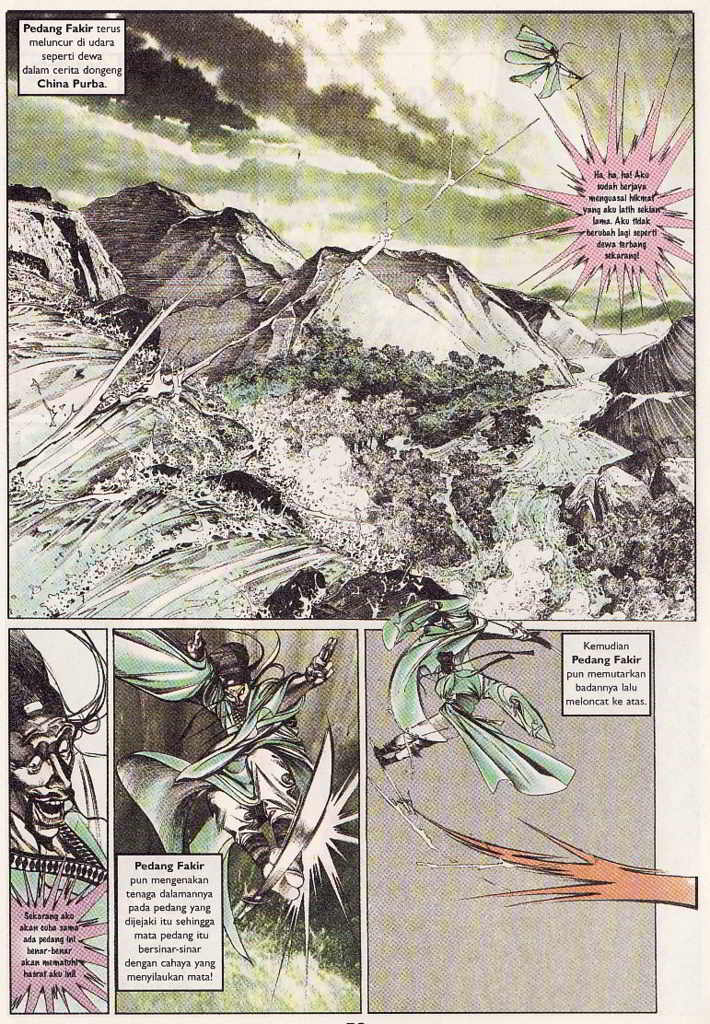 Pedang Fakir terus
meluncur di udara
seperti dewa
dalam cerita dongeng
China Purba.
Ha, ha, ha! Aku
sudah berjaya
menguasai hikmat
yang aku latih sekian
lama. Aku tidak
berubah lagi seperti
dewa terbang
sekarang!
Sekarang aku
akan cuba sama
ada pedang ini
benar-benar
akan mematuhi
hasrat aku ini!
Pedang Fakir
pun mengenakan
tenaga dalamannya
pada pedang yang
dijejaki itu sehingga
mata pedang itu
bersinar-sinar
dengan cahaya yang
menyilaukan mata!
Kemudian
Pedang Fakir
pun memutarkan
badannya lalu
meloncat ke atas.